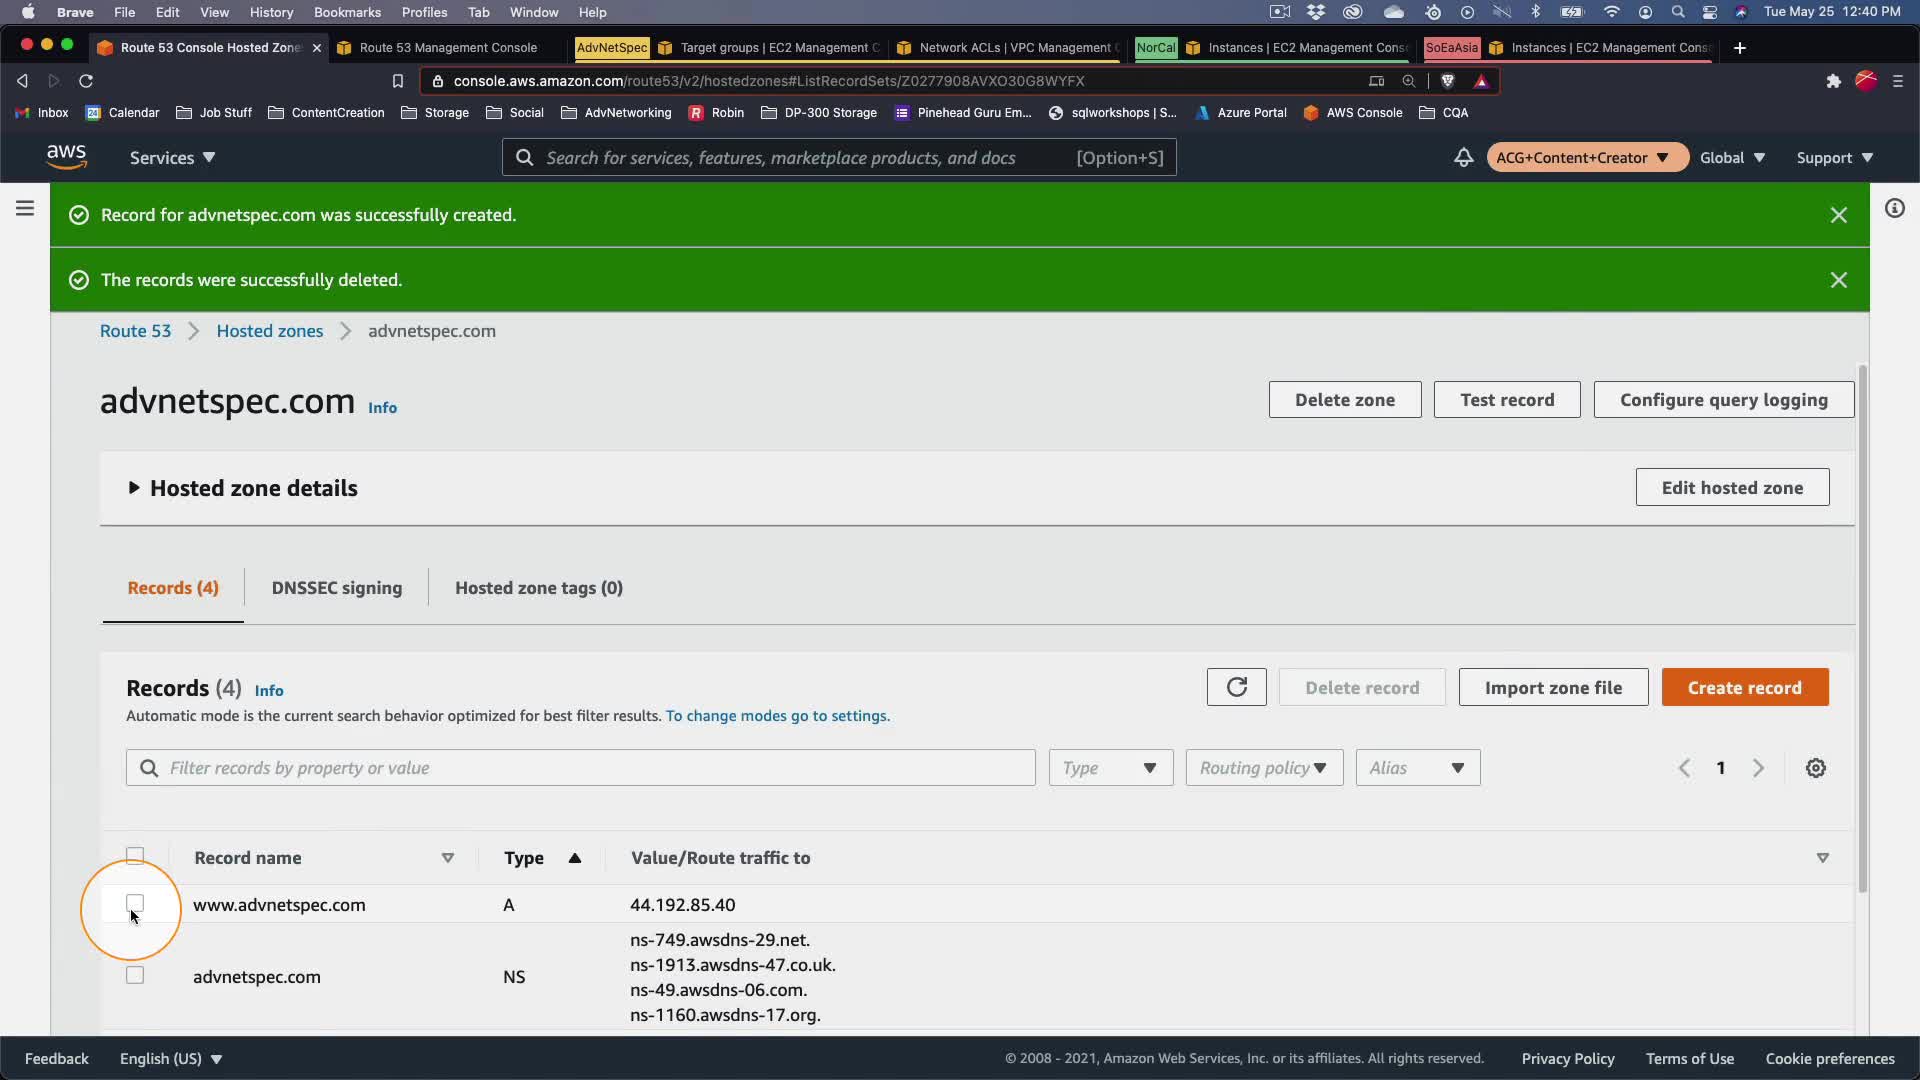 Brave File Edit View History Bookmarks Profiles Tab Window Help Tue May 25 12:40 PM
Route 53 Console Hosted Zone Route 53 Management Console AdvNetSpec Target groups | EC2 Management C Network ACLs | VPC Management NorCal Instances | EC2 Management Cons SoEaAsia Instances | EC2 Management Cons
console.aws.amazon.com/route53/v2/hostedzones#ListRecordSets/Z0277908AVXO30G8WYFX
Inbox Calendar Job Stuff ContentCreation Storage Social AdvNetworking Robin DP-300 Storage Pinehead Guru Em... sqlworkshops | S... Azure Portal AWS Console CQA
aws Services Search for services, features, marketplace products, and docs [Option+S] ACG+Content+Creator Global Support
Record for advnetspec.com was successfully created.
The records were successfully deleted.
Route 53 Hosted zones advnetspec.com
advnetspec.com Info Delete zone Test record Configure query logging
Hosted zone details Edit hosted zone
Records (4) DNSSEC signing Hosted zone tags (0)
Records (4) Info Delete record Import zone file Create record
Automatic mode is the current search behavior optimized for best filter results. To change modes go to settings.
Filter records by property or value Type Routing policy Alias 1
Record name Type Value/Route traffic to
www.advnetspec.com A 44.192.85.40
ns-749.awsdns-29.net.
ns-1913.awsdns-47.co.uk.
advnetspec.com NS
ns-49.awsdns-06.com.
ns-1160.awsdns-17.org.
Feedback English (US) © 2008 - 2021, Amazon Web Services, Inc. or its affiliates. All rights reserved. Privacy Policy Terms of Use Cookie preferences